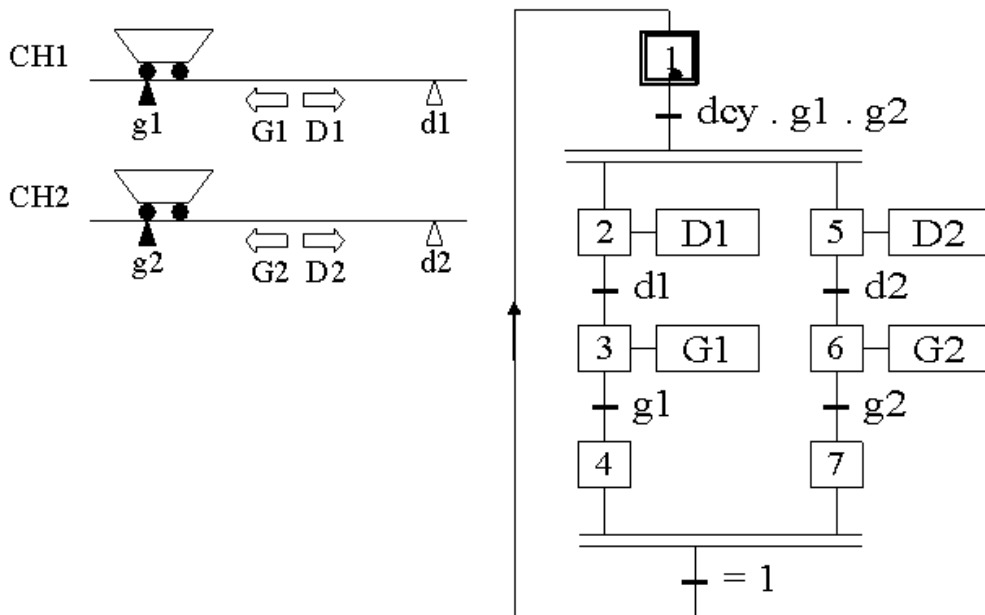 CH1
g1
G1 D1
d1
CH2
g2
G2 D2
d2
1
dcy . g1 . g2
2 D1
5 D2
d1
d2
3 G1
6 G2
g1
g2
4
7
= 1